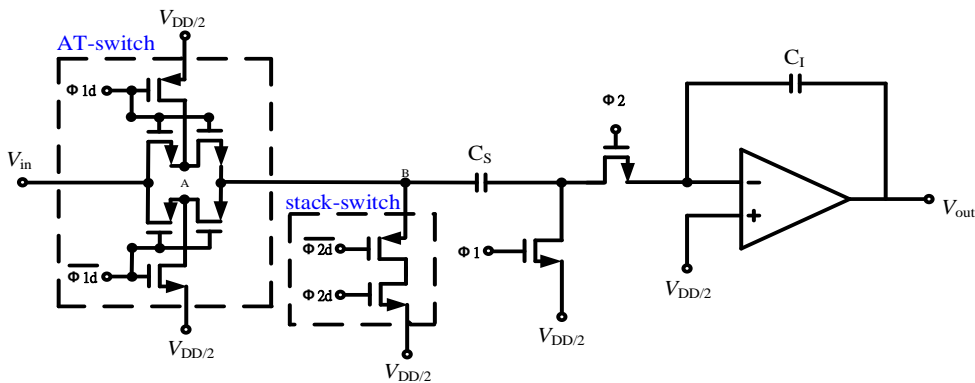 VDD/2
AT-switch
Φ1d
CI
Φ2
Vin
A
B
CS
stack-switch
Vout
Φ2d
Φ1
Φ1d
Φ2d
VDD/2
VDD/2
VDD/2
VDD/2